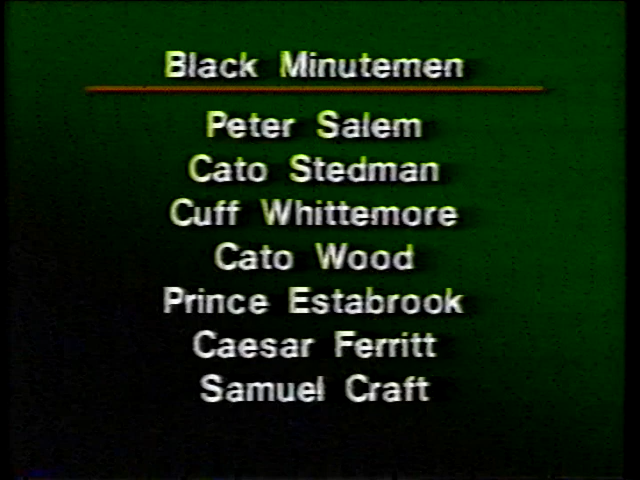 Black Minutemen
Peter Salem
Cato Stedman
Cuff Whittemore
Cato Wood
Prince Estabrook
Caesar Ferritt
Samuel Craft